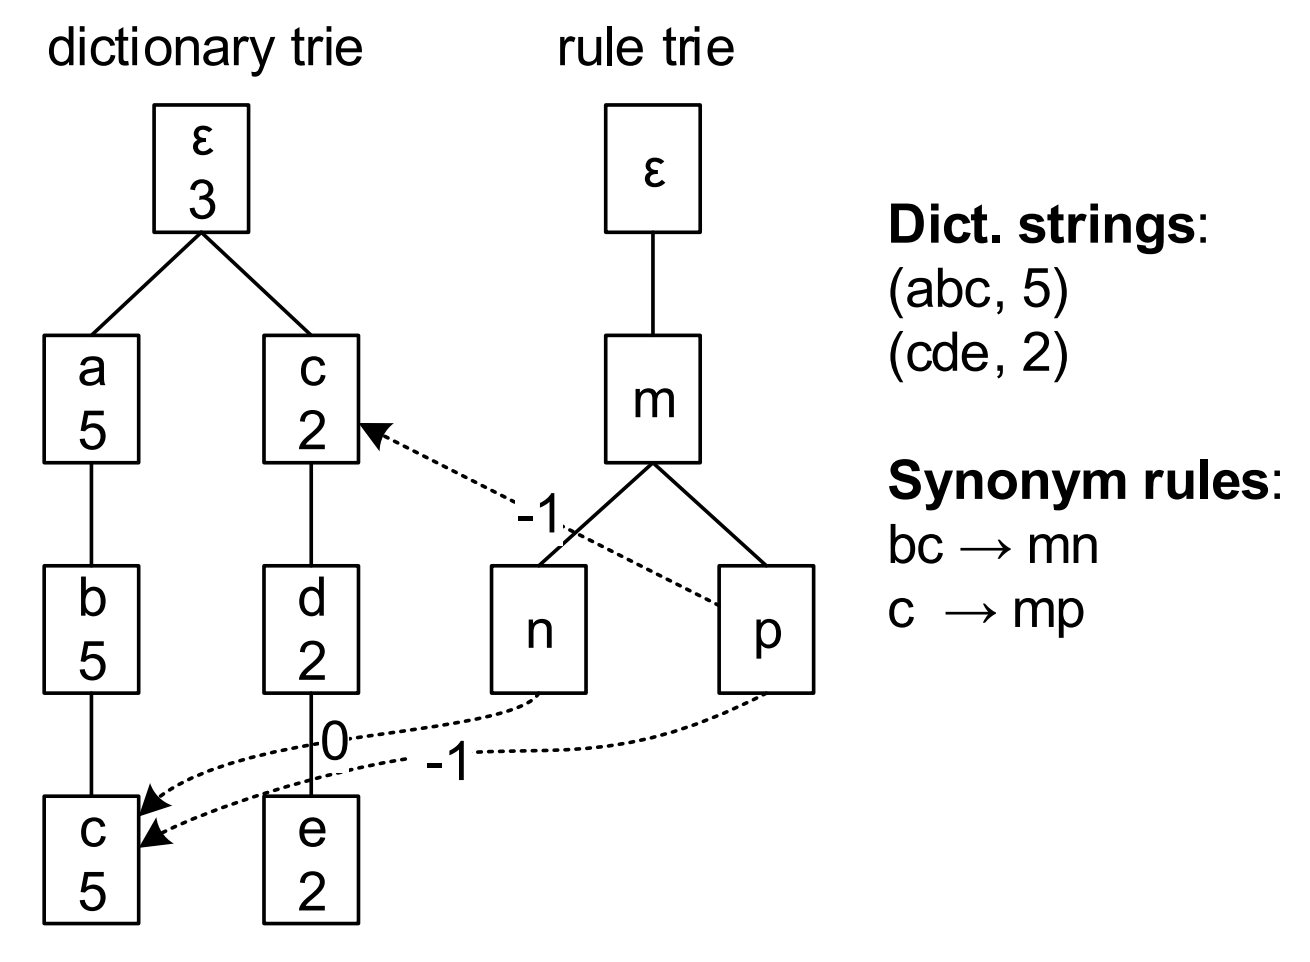 dictionary trie
rule trie
ε
3
ε
a
5
c
2
m
-1
b
5
d
2
n
p
0
-1
c
5
e
2
Dict. strings:
(abc, 5)
(cde, 2)
Synonym rules:
bc → mn
c → mp